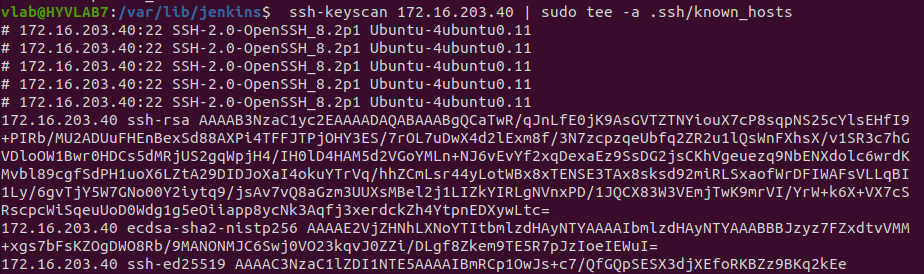 vlab@HYVLAB7:/var/lib/jenkins$  ssh-keyscan 172.16.203.40 | sudo tee -a .ssh/known_hosts
# 172.16.203.40:22 SSH-2.0-OpenSSH_8.2p1 Ubuntu-4ubuntu0.11
# 172.16.203.40:22 SSH-2.0-OpenSSH_8.2p1 Ubuntu-4ubuntu0.11
# 172.16.203.40:22 SSH-2.0-OpenSSH_8.2p1 Ubuntu-4ubuntu0.11
# 172.16.203.40:22 SSH-2.0-OpenSSH_8.2p1 Ubuntu-4ubuntu0.11
# 172.16.203.40:22 SSH-2.0-OpenSSH_8.2p1 Ubuntu-4ubuntu0.11
172.16.203.40 ssh-rsa AAAAB3NzaC1yc2EAAAADAQABAAABgQCaTwR/qJnLfE0jK9AsGVTZTNYiouX7cP8sqpNS25cYlsEHfI9
+PIRb/MU2ADUuFHEnBexSd88AXPi4TFFJTPjOHY3ES/7rOL7uDwX4d2lExm8f/3N7zcpzqeUbfq2ZR2u1lQsWnFXhsX/v1SR3c7hG
VDloOW1Bwr0HDCs5dMRjUS2gqWpjH4/IH0lD4HAM5d2VGoYMLn+NJ6vEvYf2xqDexaEz9SsDG2jsCKhVgeuezq9NbENXdolc6wrdK
Mvbl89cgfSdPH1uoX6LZtA29DIDJoXaI4okuYTrVq/hhZCmLsr44yLotWBx8xTENSE3TAx8sksd92miRLSxaofWrDFIWAFsVLLqBI
1Ly/6gvTjY5W7GNo00Y2iytq9/jsAv7vQ8aGzm3UUXsMBel2j1LIZkYIRLgNVnxPD/1JQCX83W3VEmjTwK9mrVI/YrW+k6X+VX7cS
RscpcWiSqeuUoD0Wdg1g5eOiiapp8ycNk3Aqfj3xerdckZh4YtpnEDXywLtc=
172.16.203.40 ecdsa-sha2-nistp256 AAAAE2VjZHNhLXNoYTItbmlzdHAyNTYAAAAIbmlzdHAyNTYAAABBBJzyz7FZxdtvVMM
+xgs7bFsKZOgDWO8Rb/9MANONMJC6Swj0VO23kqvJ0ZZi/DLgf8Zkem9TE5R7pJzIoeIEWuI=
172.16.203.40 ssh-ed25519 AAAAC3NzaC1lZDI1NTE5AAAAIBmRCp1OwJs+c7/QfGQpSESX3djXEfoRKBZz9BKq2kEe